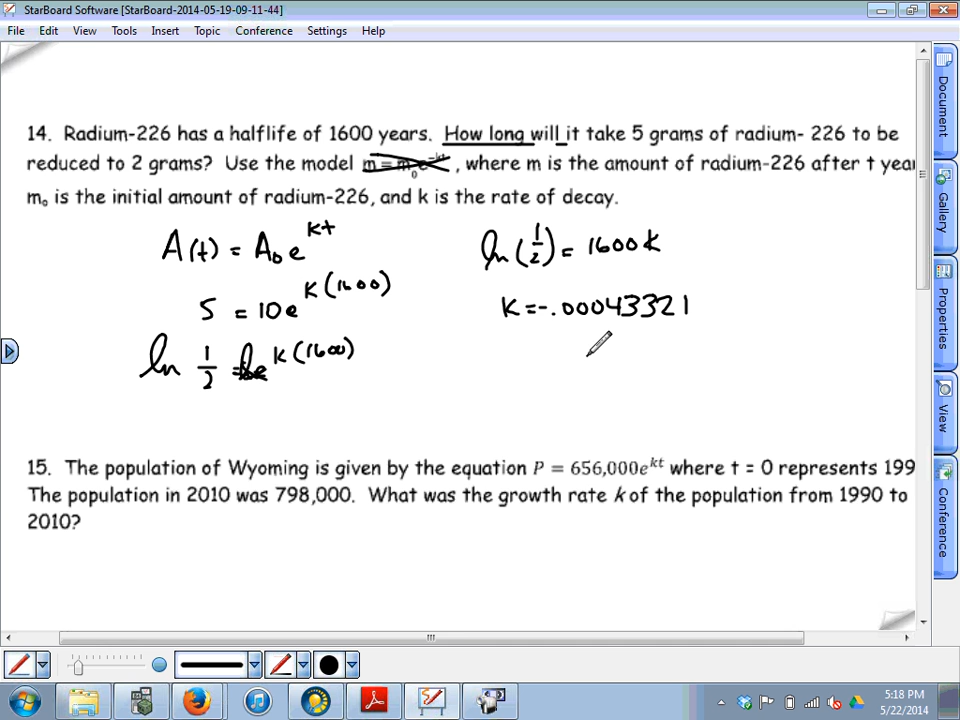 StarBoard Software [StarBoard-2014-05-19-09-11-44]
File Edit View Tools Insert Topic Conference Settings Help
14. Radium-226 has a halflife of 1600 years. How long will it take 5 grams of radium- 226 to be
reduced to 2 grams? Use the model m = m₀e^-kt , where m is the amount of radium-226 after t year
m₀ is the initial amount of radium-226, and k is the rate of decay.
A(t) = A₀e^kt
5 = 10e^k(1600)
ln 1/2 = ln e^k(1600)
ln (1/2) = 1600k
k = -.00043321
15. The population of Wyoming is given by the equation P = 656,000e^kt where t = 0 represents 199
The population in 2010 was 798,000. What was the growth rate k of the population from 1990 to
2010?
Document
Gallery
Properties
View
Conference
5:18 PM
5/22/2014